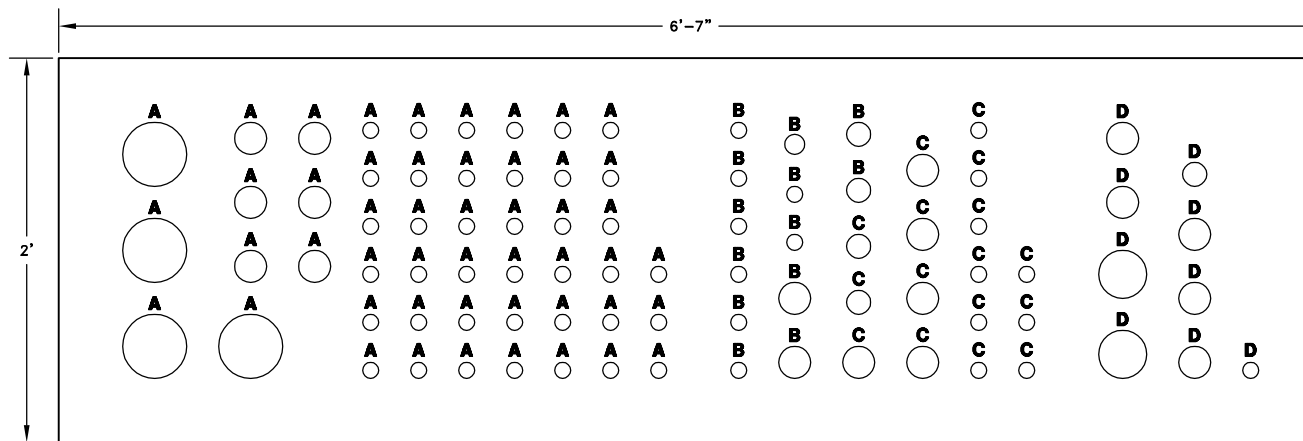 6'-7"
A A A A A A A A A B B C D
B
C
D
A A A A A A B C
B
B
A A D
A A A A A A B C C
A D
B
C
D
A A
2'
A A A A A A A B C C
B C D
C
A A A A A A A B C C
A A
D
B C C D
A A A A A A A B C C D